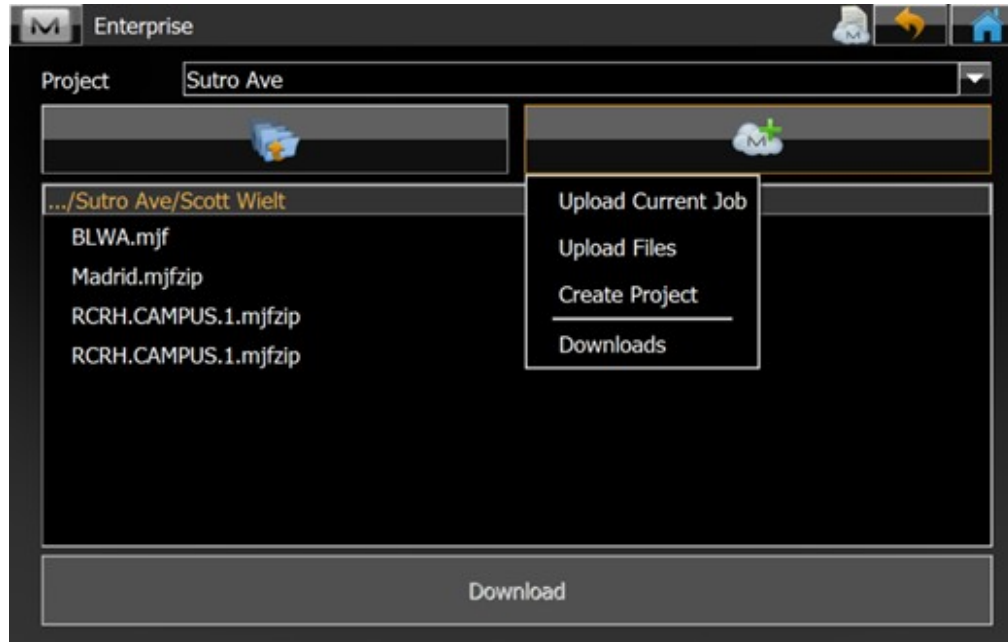 M Enterprise
M
Project Sutro Ave
M
.../Sutro Ave/Scott Wielt
BLWA.mjf
Madrid.mjfzip
RCRH.CAMPUS.1.mjfzip
RCRH.CAMPUS.1.mjfzip
Upload Current Job
Upload Files
Create Project
Downloads
Download